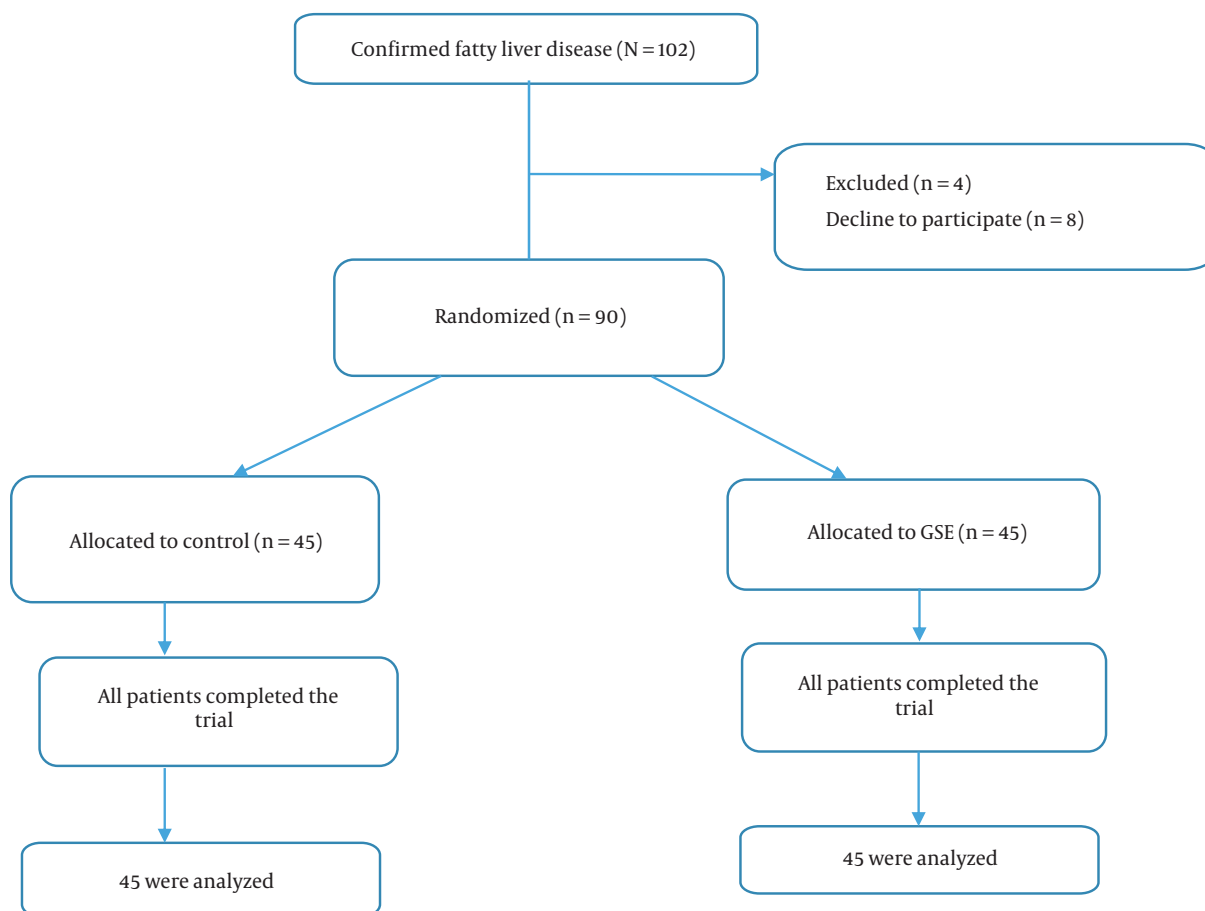 Confirmed fatty liver disease (N = 102)
Excluded (n = 4)
Decline to participate (n = 8)
Randomized (n = 90)
Allocated to control (n = 45)
Allocated to GSE (n = 45)
All patients completed the
trial
All patients completed the
trial
45 were analyzed
45 were analyzed